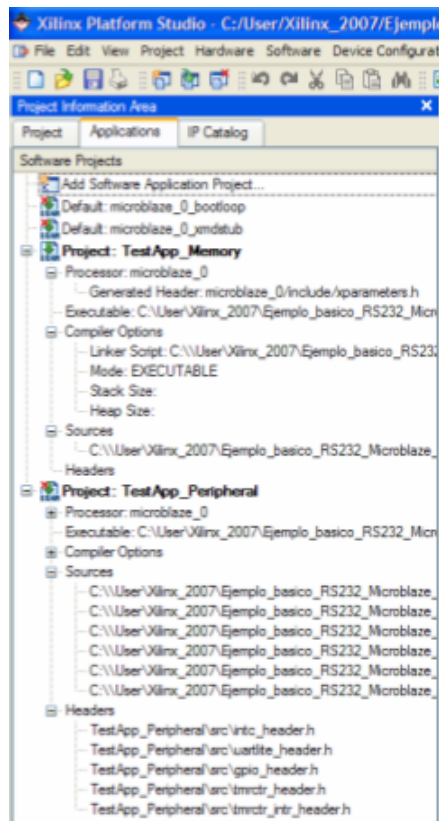 Xilinx Platform Studio - C:/User/Xilinx_2007/Ejemplo
File Edit View Project Hardware Software Device Configurat
Project Information Area
Project Applications IP Catalog
Software Projects
Add Software Application Project...
Default: microblaze_0_bootloop
Default: microblaze_0_xmdstub
Project: TestApp_Memory
Processor: microblaze_0
Generated Header: microblaze_0/include/xparameters.h
Executable: C:\User\Xilinx_2007\Ejemplo_basico_RS232_Micr
Compiler Options
Linker Script: C:\\User\Xilinx_2007\Ejemplo_basico_RS232
Mode: EXECUTABLE
Stack Size:
Heap Size:
Sources
C:\\User\Xilinx_2007\Ejemplo_basico_RS232_Microblaze_
Headers
Project: TestApp_Peripheral
Processor: microblaze_0
Executable: C:\User\Xilinx_2007\Ejemplo_basico_RS232_Micr
Compiler Options
Sources
C:\\User\Xilinx_2007\Ejemplo_basico_RS232_Microblaze_
C:\\User\Xilinx_2007\Ejemplo_basico_RS232_Microblaze_
C:\\User\Xilinx_2007\Ejemplo_basico_RS232_Microblaze_
C:\\User\Xilinx_2007\Ejemplo_basico_RS232_Microblaze_
C:\\User\Xilinx_2007\Ejemplo_basico_RS232_Microblaze_
Headers
TestApp_Peripheral\src\intc_header.h
TestApp_Peripheral\src\uartlite_header.h
TestApp_Peripheral\src\gpio_header.h
TestApp_Peripheral\src\tmrctr_header.h
TestApp_Peripheral\src\tmrctr_intr_header.h